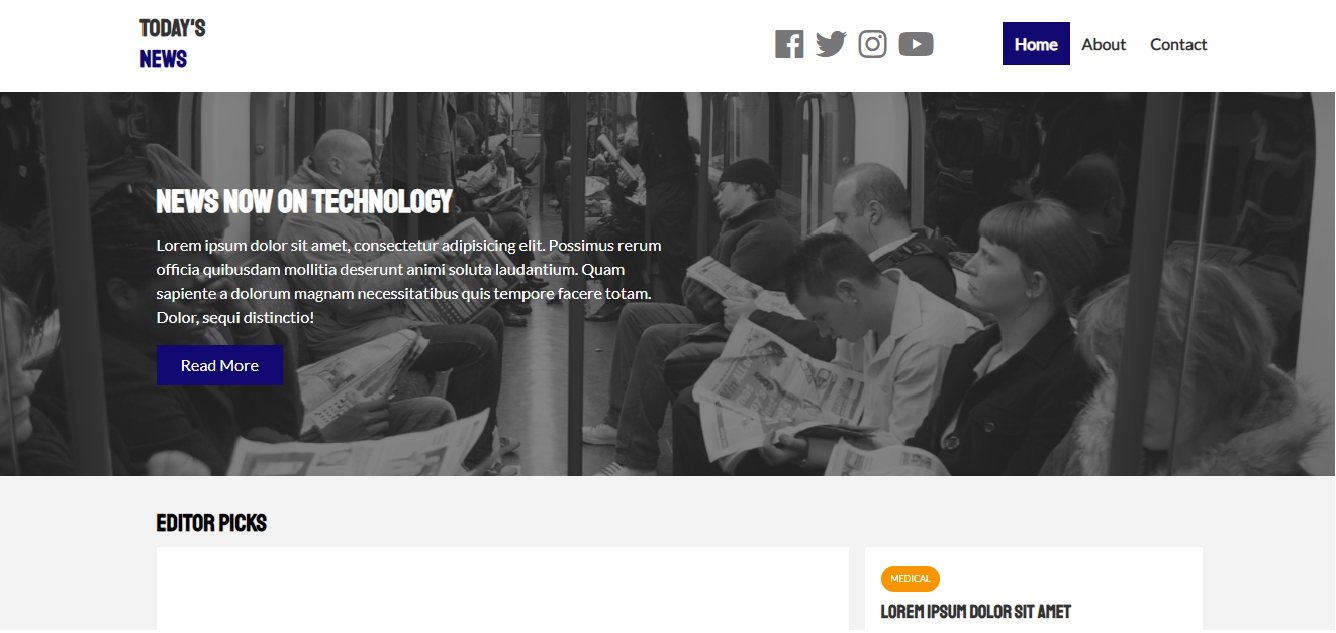 TODAY'S
NEWS
Home About Contact
NEWS NOW ON TECHNOLOGY
Lorem ipsum dolor sit amet, consectetur adipisicing elit. Possimus rerum
officia quibusdam mollitia deserunt animi soluta laudantium. Quam
sapiente a dolorum magnam necessitatibus quis tempore facere totam.
Dolor, sequi distinctio!
Read More
EDITOR PICKS
MEDICAL
LOREM IPSUM DOLOR SIT AMET